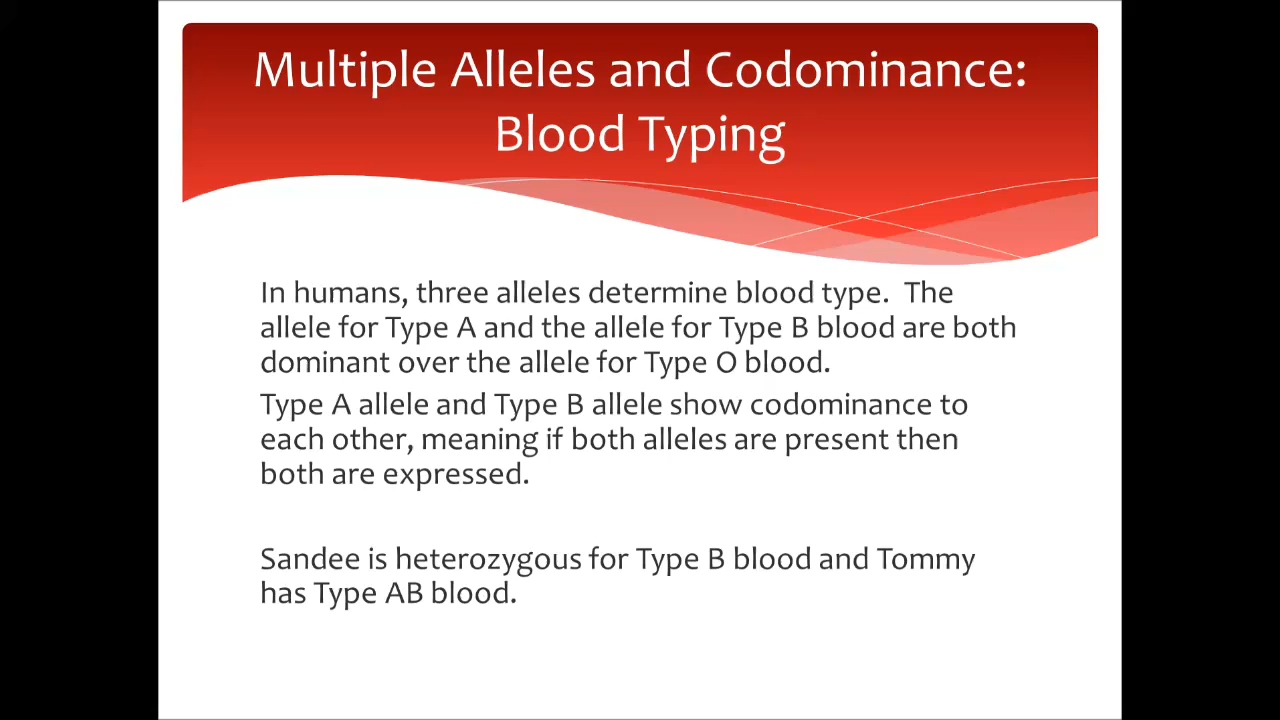 Multiple Alleles and Codominance:
Blood Typing
In humans, three alleles determine blood type.  The
allele for Type A and the allele for Type B blood are both
dominant over the allele for Type O blood.
Type A allele and Type B allele show codominance to
each other, meaning if both alleles are present then
both are expressed.
Sandee is heterozygous for Type B blood and Tommy
has Type AB blood.